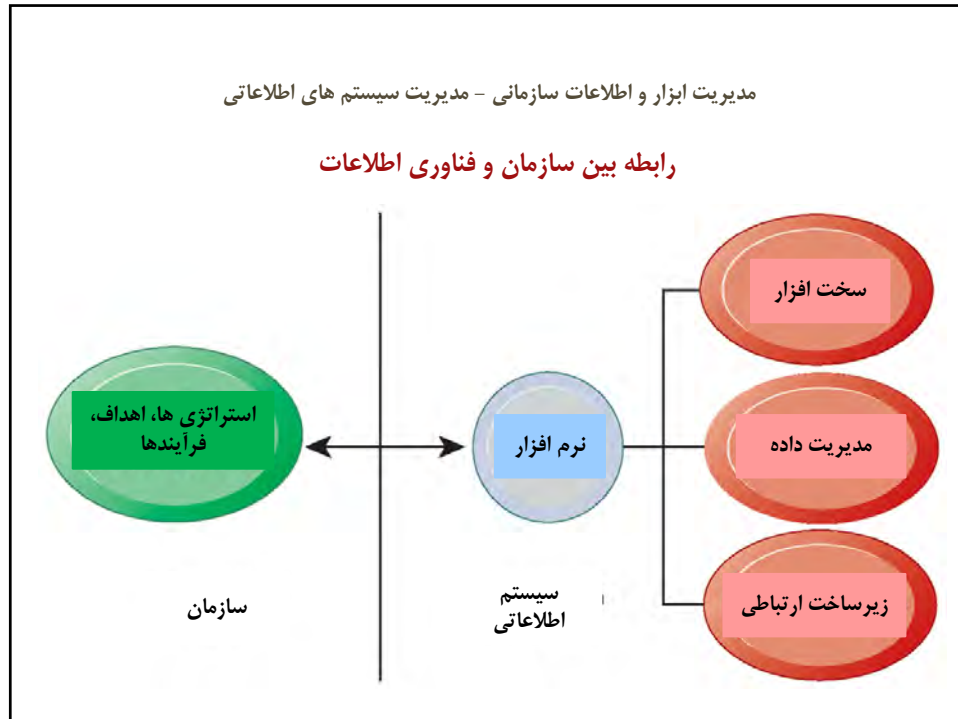 مدیریت ابزار و اطلاعات سازمانی - مدیریت سیستم های اطلاعاتی
رابطه بین سازمان و فناوری اطلاعات
سخت افزار
استراتژی ها، اهداف،
فرآیندها
نرم افزار
مدیریت داده
زیرساخت ارتباطی
سیستم
اطلاعاتی
سازمان